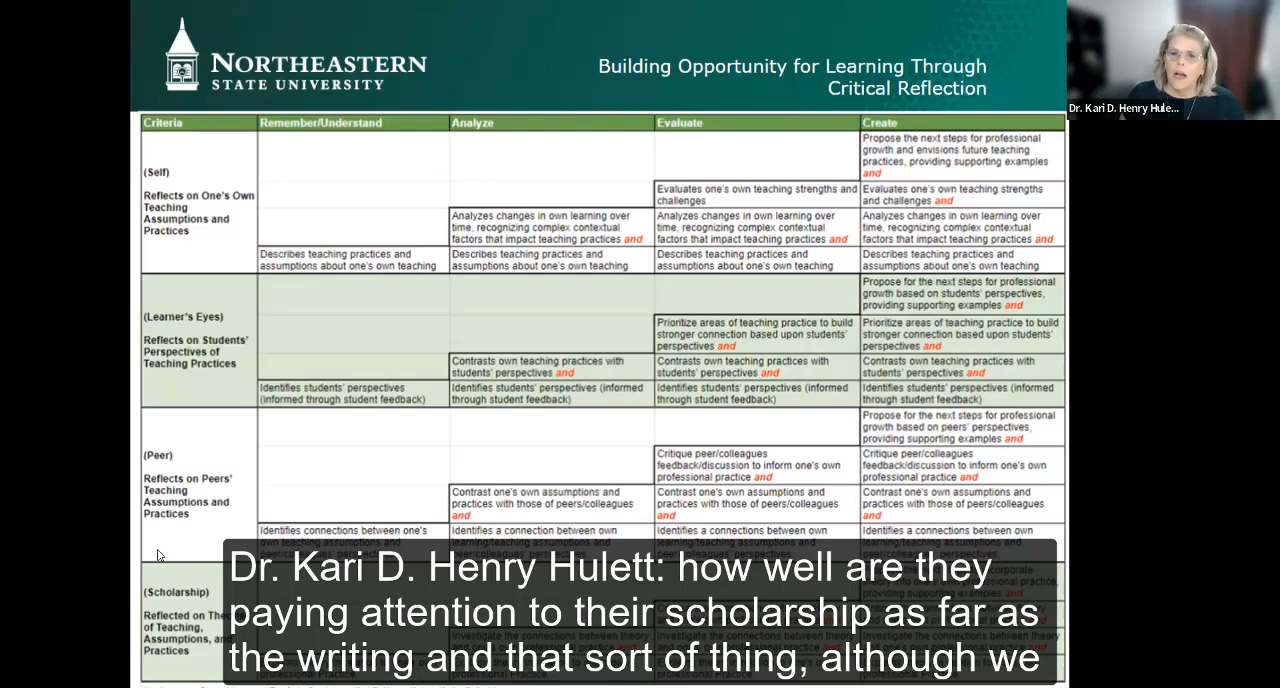 NORTHEASTERN
STATE UNIVERSITY
Building Opportunity for Learning Through
Critical Reflection
Dr. Kari D. Henry Hule...
Criteria
Remember/Understand
Analyze
Evaluate
Create
(Self)
Reflects on One's Own
Teaching
Assumptions and
Practices
Propose the next steps for professional
growth and envisions future teaching
practices, providing supporting examples
and
Evaluates one's own teaching strengths and
challenges
Evaluates one's own teaching strengths
and challenges and
Analyzes changes in own learning over
time, recognizing complex contextual
factors that impact teaching practices and
Analyzes changes in own learning over
time, recognizing complex contextual
factors that impact teaching practices and
Analyzes changes in own learning over
time, recognizing complex contextual
factors that impact teaching practices and
Describes teaching practices and
assumptions about one's own teaching
Describes teaching practices and
assumptions about one's own teaching
Describes teaching practices and
assumptions about one's own teaching
Describes teaching practices and
assumptions about one's own teaching
(Learner's Eyes)
Reflects on Students'
Perspectives of
Teaching Practices
Propose for the next steps for professional
growth based on students' perspectives,
providing supporting examples and
Prioritize areas of teaching practice to build
stronger connection based upon students'
perspectives and
Prioritize areas of teaching practice to build
stronger connection based upon students'
perspectives and
Contrasts own teaching practices with
students' perspectives and
Contrasts own teaching practices with
students' perspectives and
Contrasts own teaching practices with
students' perspectives and
Identifies students' perspectives
(informed through student feedback)
Identifies students' perspectives (informed
through student feedback)
Identifies students' perspectives (informed
through student feedback)
Identifies students' perspectives (informed
through student feedback)
(Peer)
Reflects on Peers'
Teaching
Assumptions and
Practices
Propose for the next steps for professional
growth based on peers' perspectives,
providing supporting examples and
Critique peer/colleagues
feedback/discussion to inform one's own
professional practice and
Critique peer/colleagues
feedback/discussion to inform one's own
professional practice and
Contrast one's own assumptions and
practices with those of peers/colleagues
and
Contrast one's own assumptions and
practices with those of peers/colleagues
and
Contrast one's own assumptions and
practices with those of peers/colleagues
and
Identifies connections between one's
Identifies a connection between own
learning/teaching assumptions and
Identifies a connections between own
learning/teaching assumptions and
Identifies a connections between own
learning/teaching assumptions and
(Scholarship)
Reflected on
of Teaching,
Assumptions,
Practices
Investigate the connections between theory
Dr. Kari D. Henry Hulett: how well are they
paying attention to their scholarship as far as
the writing and that sort of thing, although we